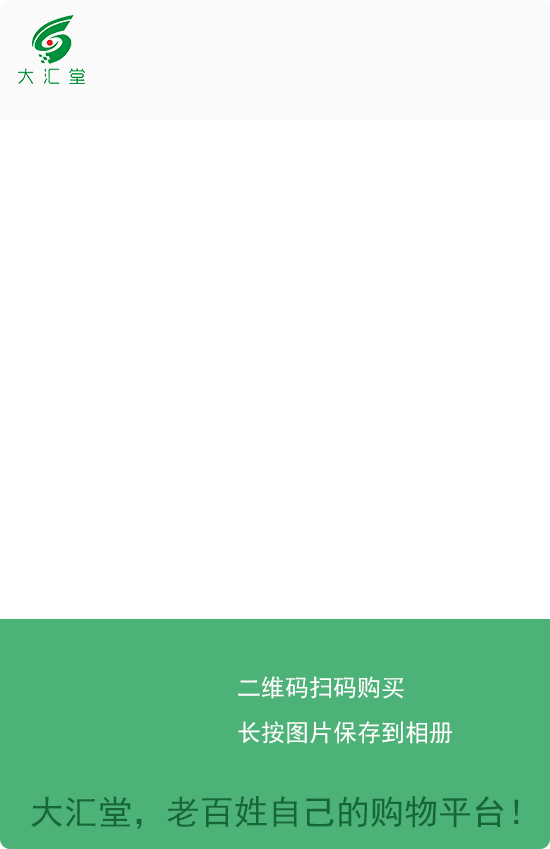 大汇堂
二维码扫码购买
长按图片保存到相册
大汇堂，老百姓自己的购物平台！